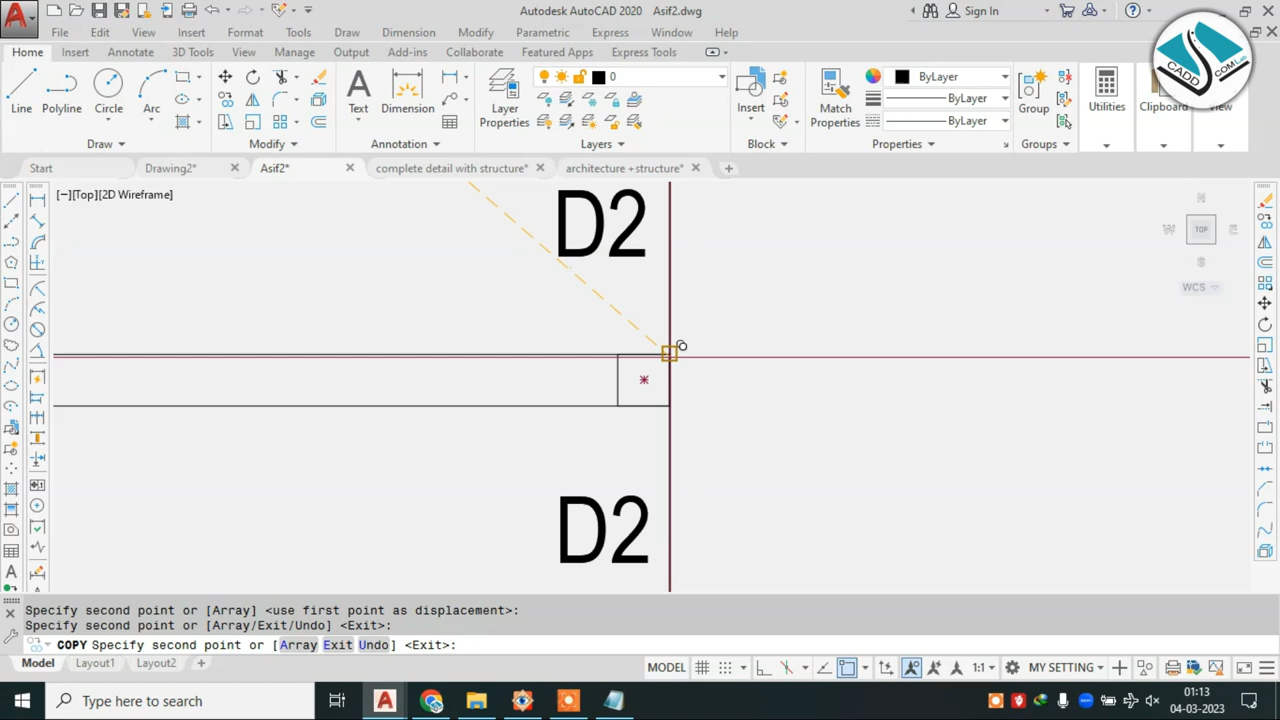 Autodesk AutoCAD 2020 Asif2.dwg
Sign In
File Edit View Insert Format Tools Draw Dimension Modify Parametric Express Window Help
Home Insert Annotate 3D Tools View Manage Output Add-ins Collaborate Featured Apps Express Tools
CADD
COM Lab
0
ByLayer
ByLayer
ByLayer
Line Polyline Circle Arc Text Dimension Layer Properties Insert Match Properties Group Utilities Clipboard View
Draw Modify Annotation Layers Block Properties Groups
Start Drawing2* Asif2* complete detail with structure* architecture +structure*
[−][Top][2D Wireframe]
N
W TOP E
S
WCS
D2
D2
Specify second point or [Array] <use first point as displacement>:
Specify second point or [Array/Exit/Undo] <Exit>:
COPY Specify second point or [Array Exit Undo] <Exit>:
Model Layout1 Layout2 + MODEL 1:1 MY SETTING
Type here to search
01:13
04-03-2023